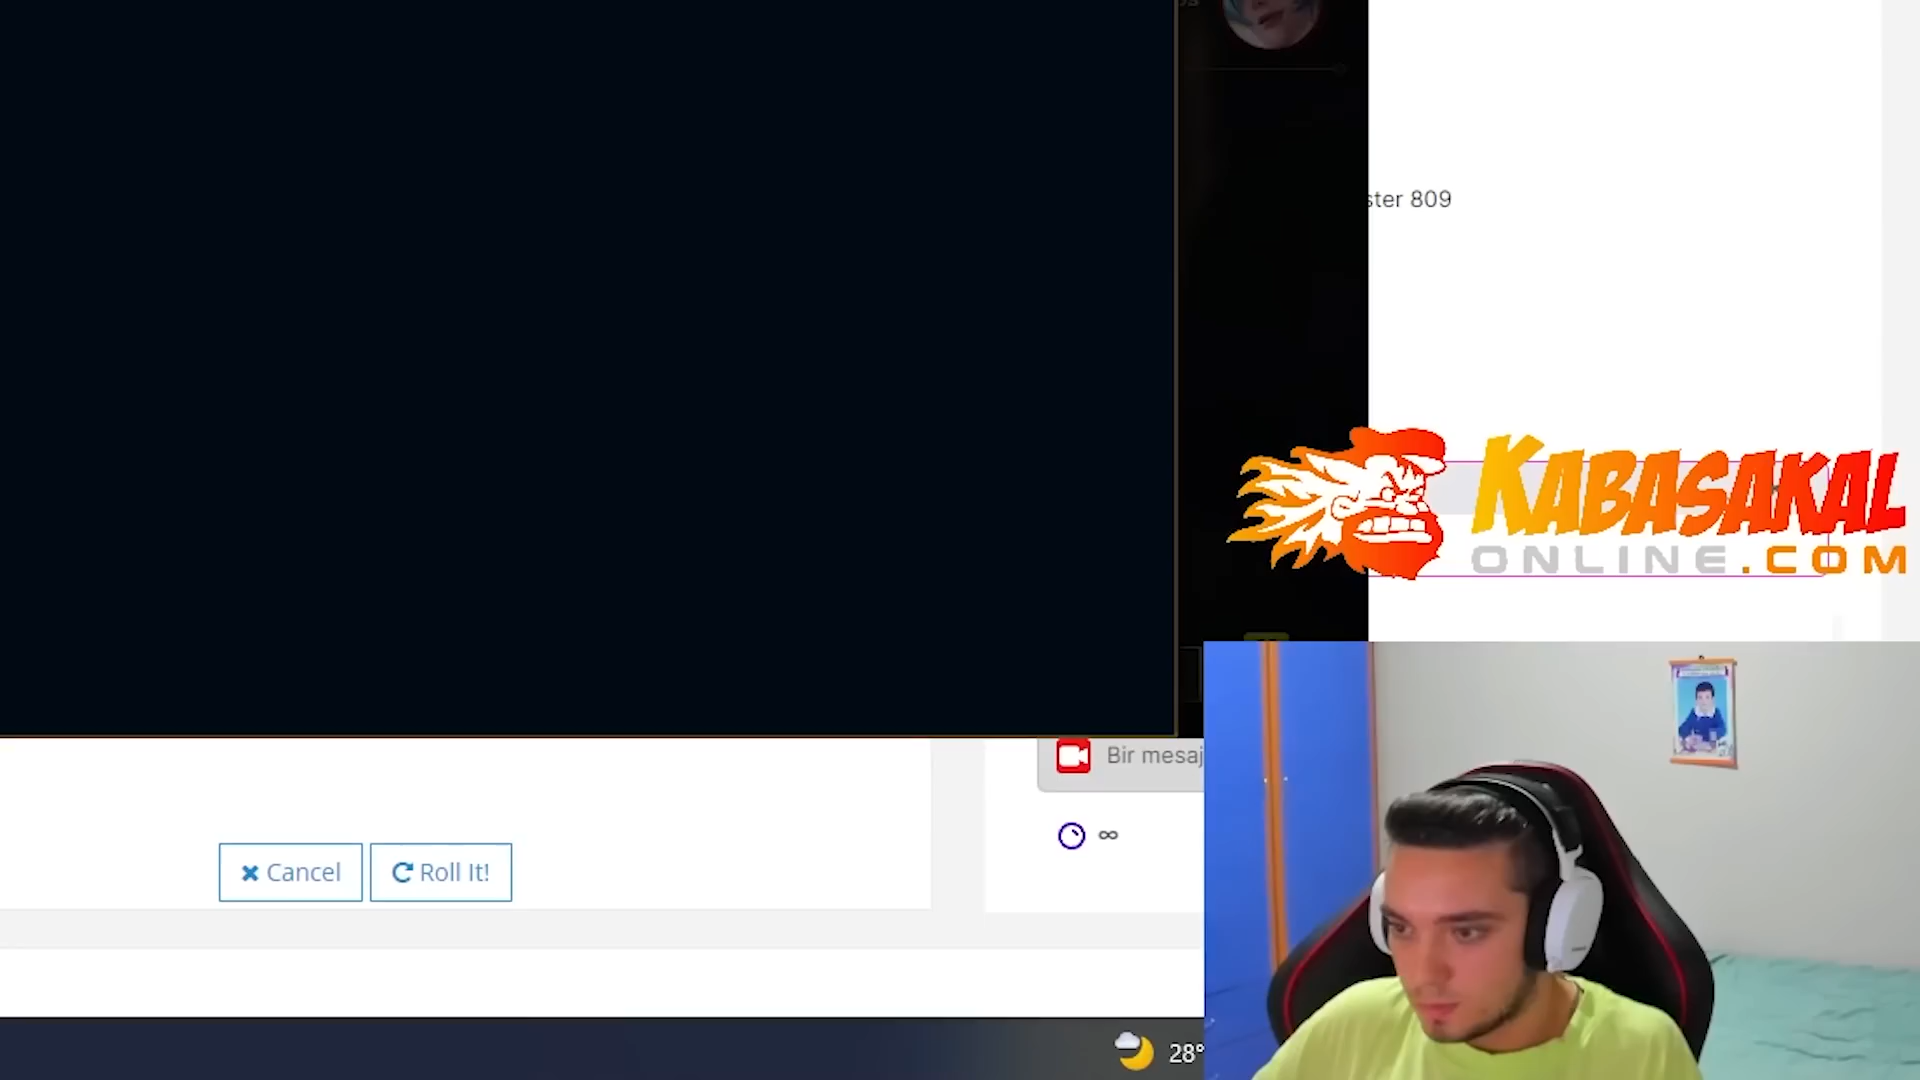 ster 809
KABASAKAL
ONLINE.COM
Bir mesaj
∞
Cancel
Roll It!
28°